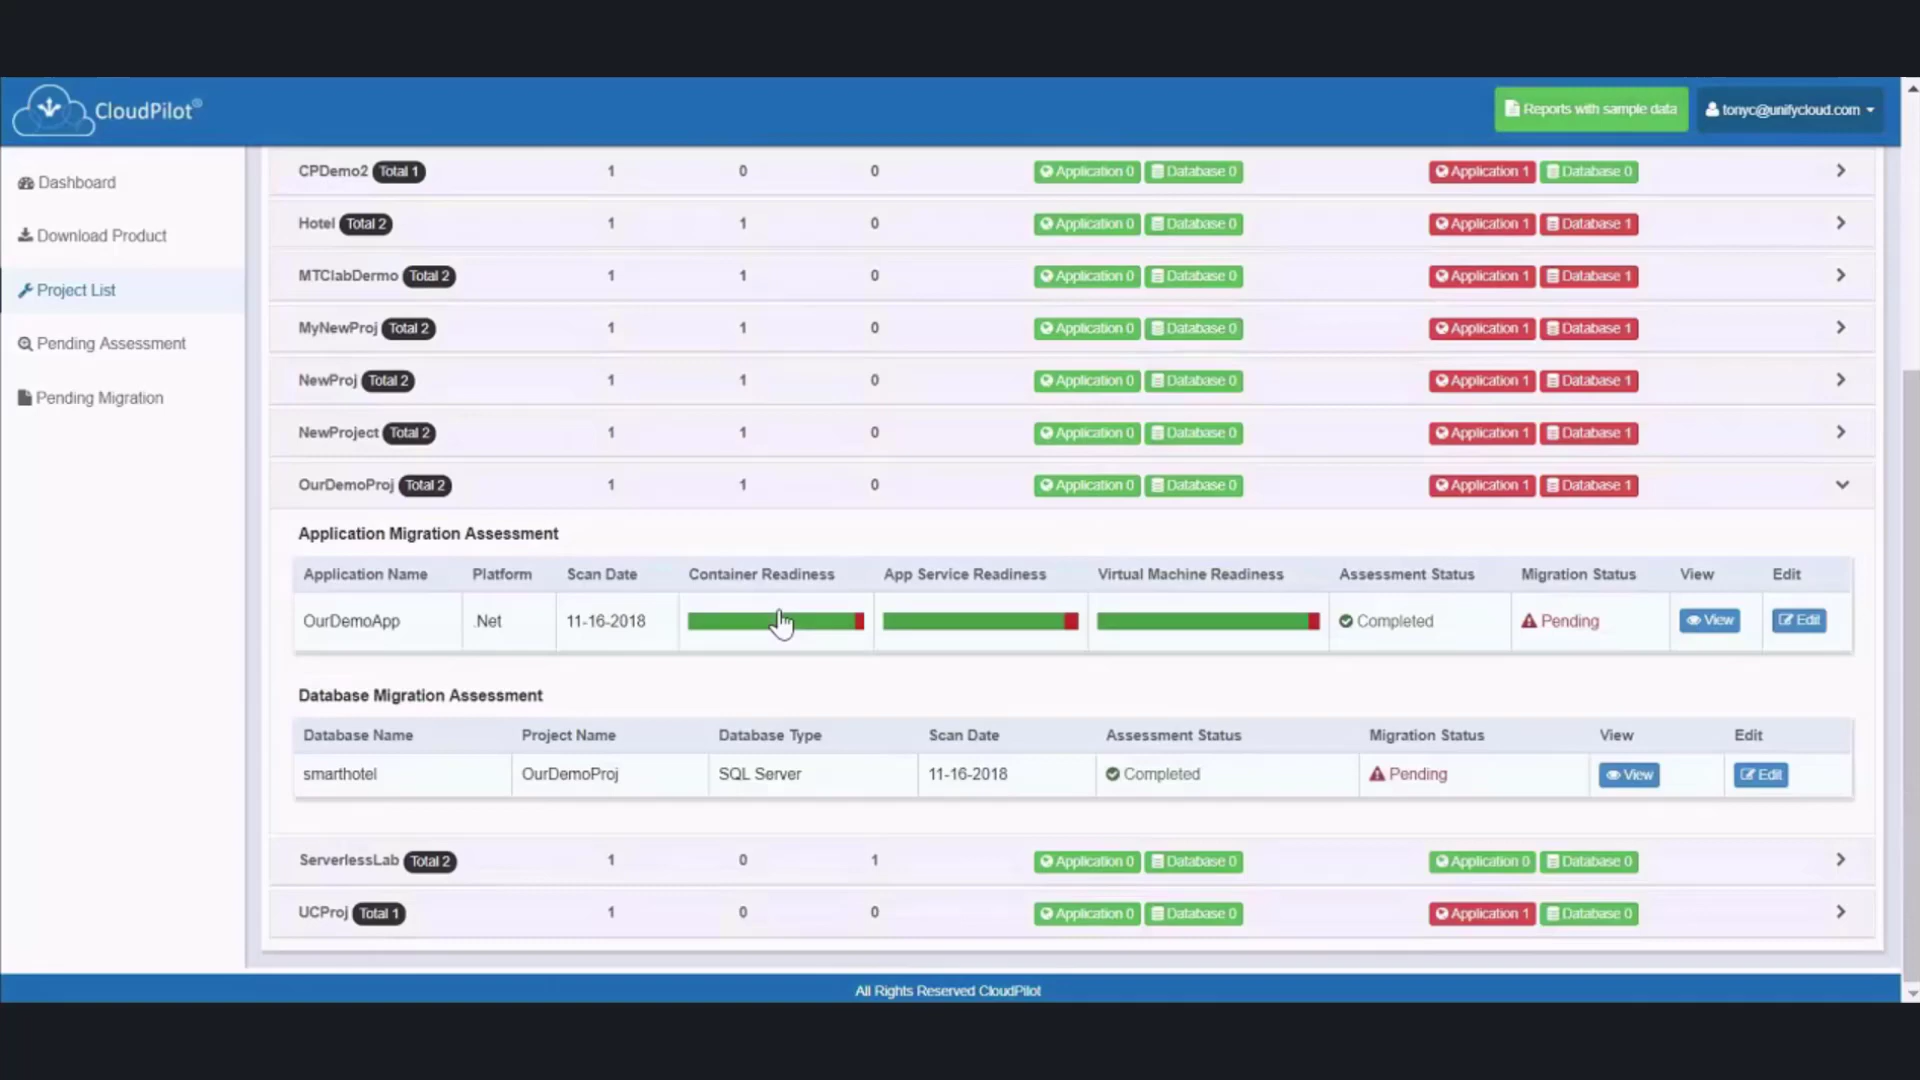 CloudPilot®
Reports with sample data
tonyc@unifycloud.com
Dashboard
Download Product
Project List
Pending Assessment
Pending Migration
CPDemo2 Total 1 1 0 0 Application 0 Database 0 Application 1 Database 0
Hotel Total 2 1 1 0 Application 0 Database 0 Application 1 Database 1
MTClabDermo Total 2 1 1 0 Application 0 Database 0 Application 1 Database 1
MyNewProj Total 2 1 1 0 Application 0 Database 0 Application 1 Database 1
NewProj Total 2 1 1 0 Application 0 Database 0 Application 1 Database 1
NewProject Total 2 1 1 0 Application 0 Database 0 Application 1 Database 1
OurDemoProj Total 2 1 1 0 Application 0 Database 0 Application 1 Database 1
Application Migration Assessment
Application Name Platform Scan Date Container Readiness App Service Readiness Virtual Machine Readiness Assessment Status Migration Status View Edit
OurDemoApp .Net 11-16-2018 Completed Pending View Edit
Database Migration Assessment
Database Name Project Name Database Type Scan Date Assessment Status Migration Status View Edit
smarthotel OurDemoProj SQL Server 11-16-2018 Completed Pending View Edit
ServerlessLab Total 2 1 0 1 Application 0 Database 0 Application 0 Database 0
UCProj Total 1 1 0 0 Application 0 Database 0 Application 1 Database 0
All Rights Reserved CloudPilot